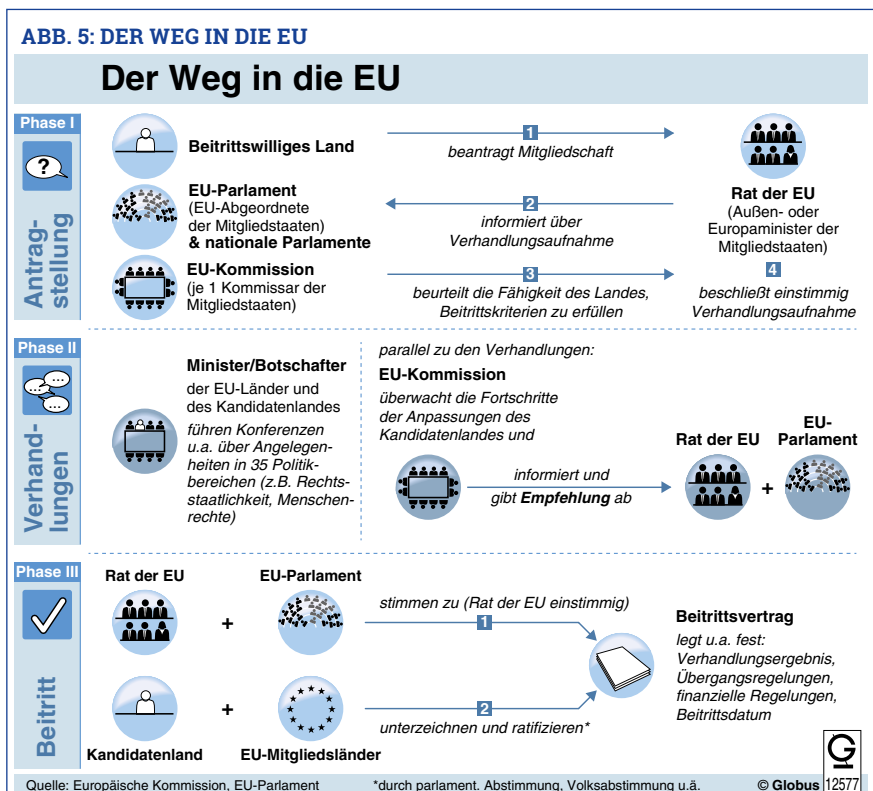 ABB. 5: DER WEG IN DIE EU
Der Weg in die EU
Phase I
?
Antrag-
stellung
Beitrittswilliges Land
1
beantragt Mitgliedschaft
EU-Parlament
(EU-Abgeordnete
der Mitgliedstaaten)
& nationale Parlamente
2
informiert über
Verhandlungsaufnahme
EU-Kommission
(je 1 Kommissar der
Mitgliedstaaten)
3
beurteilt die Fähigkeit des Landes,
Beitrittskriterien zu erfüllen
Rat der EU
(Außen- oder
Europaminister der
Mitgliedstaaten)
4
beschließt einstimmig
Verhandlungsaufnahme
Phase II
Verhand-
lungen
Minister/Botschafter
der EU-Länder und
des Kandidatenlandes
führen Konferenzen
u.a. über Angelegen-
heiten in 35 Politik-
bereichen (z.B. Rechts-
staatlichkeit, Menschen-
rechte)
parallel zu den Verhandlungen:
EU-Kommission
überwacht die Fortschritte
der Anpassungen des
Kandidatenlandes und
informiert und
gibt Empfehlung ab
Rat der EU
+
EU-
Parlament
Phase III
Beitritt
Rat der EU
+
EU-Parlament
stimmen zu (Rat der EU einstimmig)
1
Kandidatenland
+
EU-Mitgliedsländer
2
unterzeichnen und ratifizieren*
Beitrittsvertrag
legt u.a. fest:
Verhandlungsergebnis,
Übergangsregelungen,
finanzielle Regelungen,
Beitrittsdatum
Quelle: Europäische Kommission, EU-Parlament
*durch parlament. Abstimmung, Volksabstimmung u.ä.
© Globus
G
12577